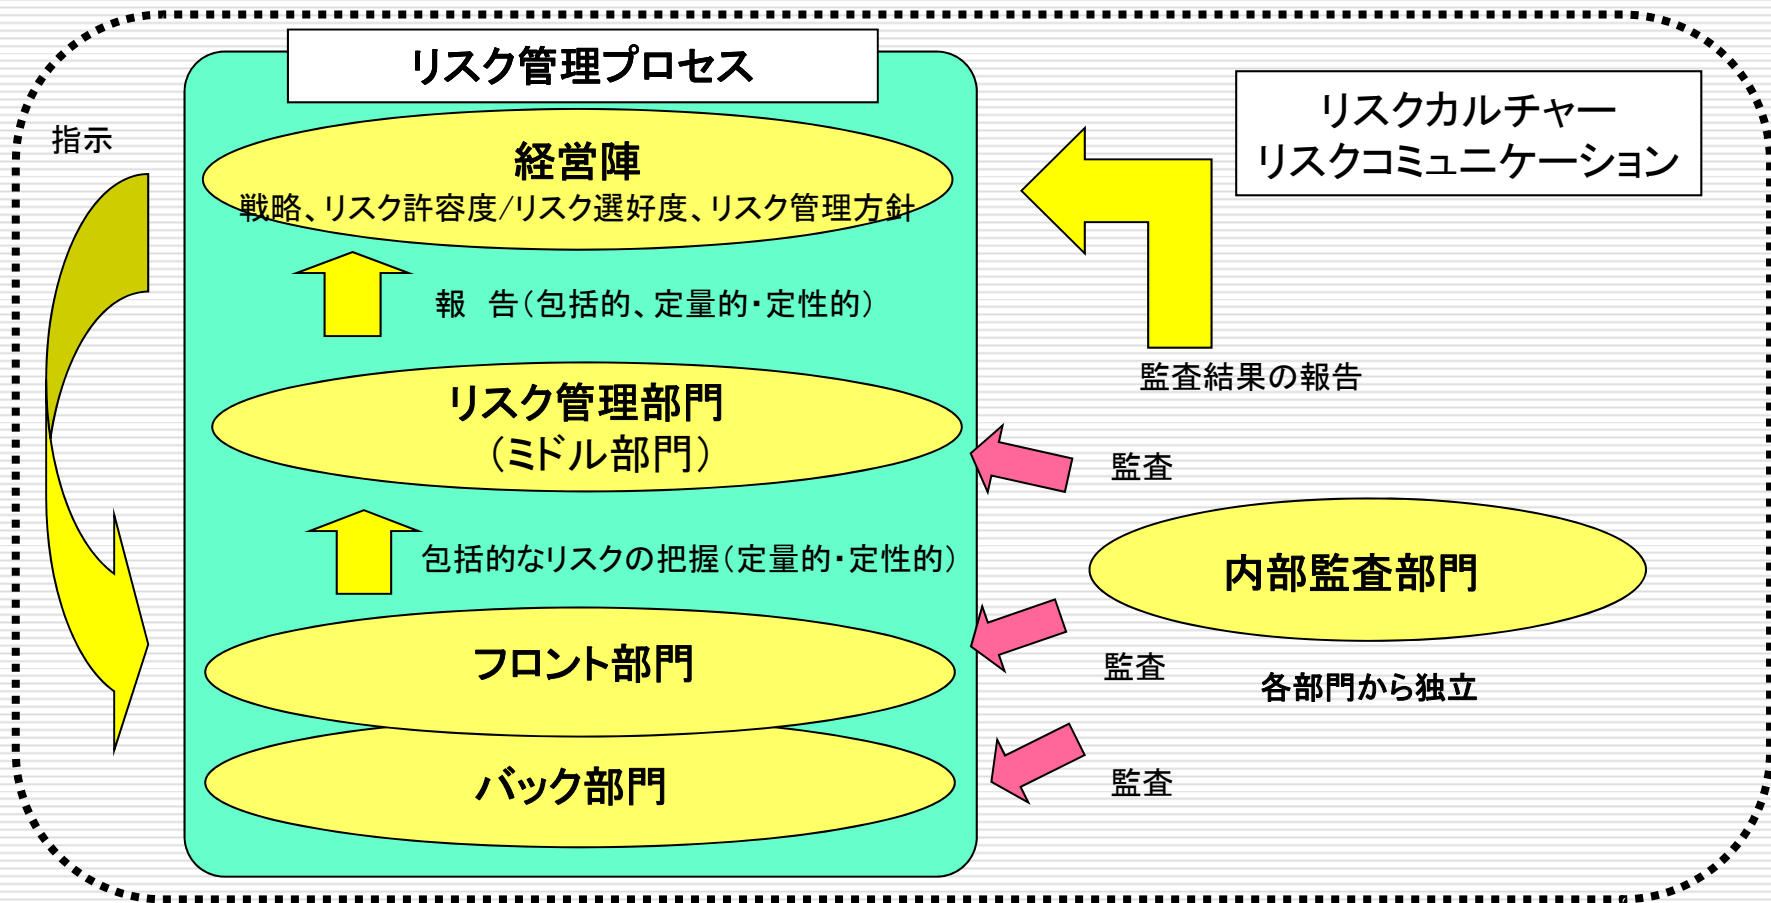 リスク管理プロセス
リスクカルチャー
リスクコミュニケーション
指示
経営陣
戦略、リスク許容度/リスク選好度、リスク管理方針
報　告（包括的、定量的・定性的）
監査結果の報告
リスク管理部門
（ミドル部門）
監査
包括的なリスクの把握（定量的・定性的）
内部監査部門
フロント部門
監査
各部門から独立
バック部門
監査